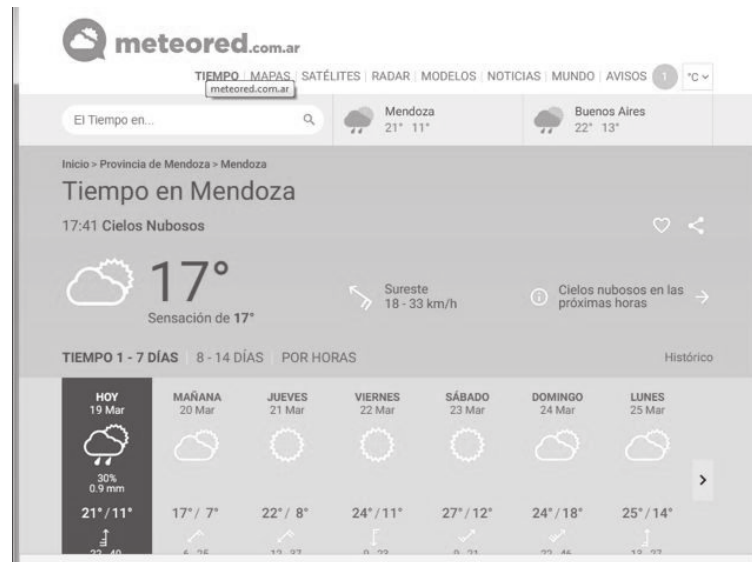 meteored.com.ar
TIEMPO | MAPAS | SATÉLITES | RADAR | MODELOS | NOTICIAS | MUNDO | AVISOS 1 °C
meteored.com.ar
El Tiempo en...
Mendoza
21° 11°
Buenos Aires
22° 13°
Inicio > Provincia de Mendoza > Mendoza
Tiempo en Mendoza
17:41 Cielos Nubosos
17°
Sensación de 17°
Sureste
18 - 33 km/h
Cielos nubosos en las
próximas horas
TIEMPO 1 - 7 DÍAS | 8 - 14 DÍAS | POR HORAS Histórico
HOY MAÑANA JUEVES VIERNES SÁBADO DOMINGO LUNES
19 Mar 20 Mar 21 Mar 22 Mar 23 Mar 24 Mar 25 Mar
30%
0.9 mm
21°/11° 17°/ 7° 22°/ 8° 24°/11° 27°/12° 24°/18° 25°/14°